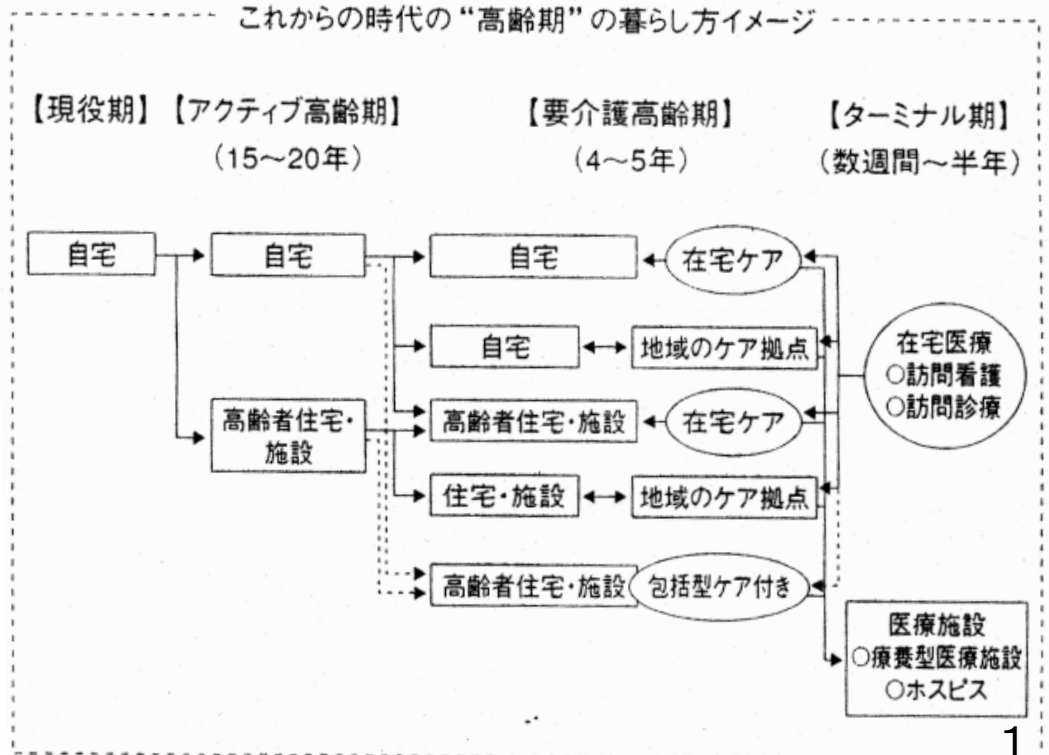 これからの時代の“高齢期”の暮らし方イメージ
【現役期】
【アクティブ高齢期】
(15～20年)
【要介護高齢期】
(4～5年)
【ターミナル期】
(数週間～半年)
自宅
自宅
自宅
在宅ケア
自宅
地域のケア拠点
在宅医療
○訪問看護
○訪問診療
高齢者住宅・
施設
高齢者住宅・施設
在宅ケア
住宅・施設
地域のケア拠点
高齢者住宅・施設
包括型ケア付き
医療施設
○療養型医療施設
○ホスピス
1